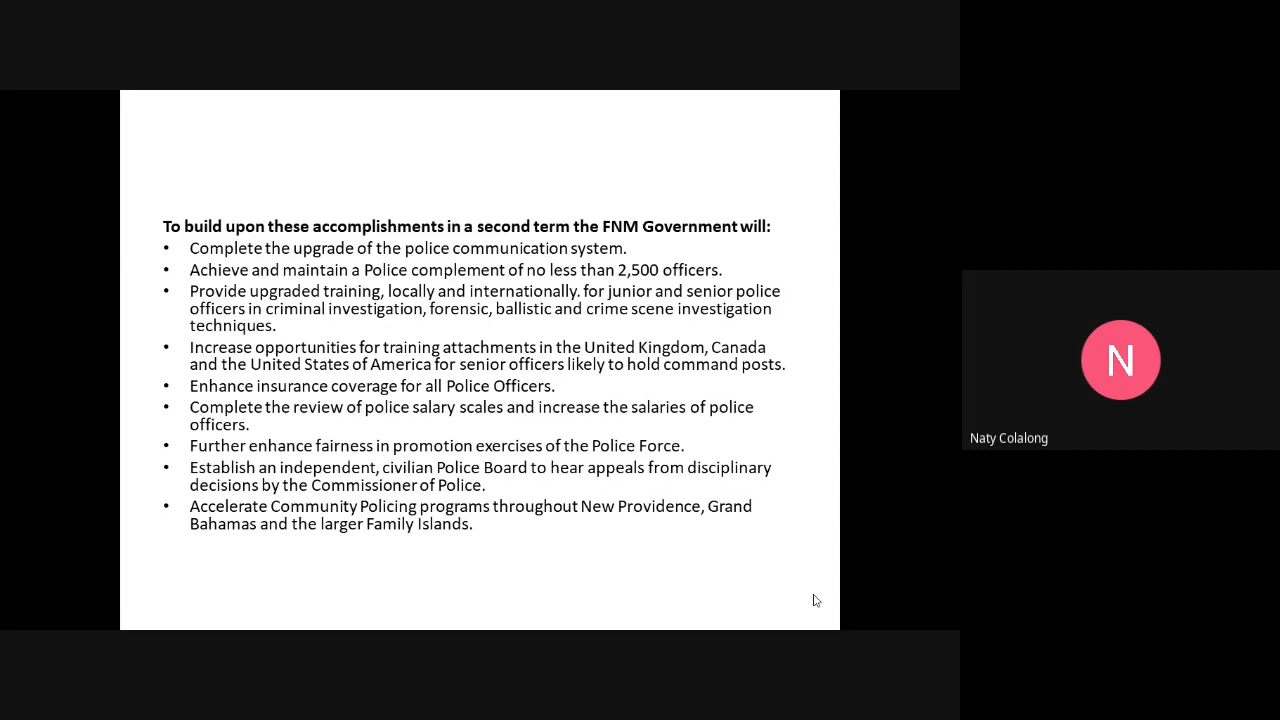 To build upon these accomplishments in a second term the FNM Government will:
• Complete the upgrade of the police communication system.
• Achieve and maintain a Police complement of no less than 2,500 officers.
• Provide upgraded training, locally and internationally. for junior and senior police
officers in criminal investigation, forensic, ballistic and crime scene investigation
techniques.
• Increase opportunities for training attachments in the United Kingdom, Canada
and the United States of America for senior officers likely to hold command posts.
• Enhance insurance coverage for all Police Officers.
• Complete the review of police salary scales and increase the salaries of police
officers.
• Further enhance fairness in promotion exercises of the Police Force.
• Establish an independent, civilian Police Board to hear appeals from disciplinary
decisions by the Commissioner of Police.
• Accelerate Community Policing programs throughout New Providence, Grand
Bahamas and the larger Family Islands.
N
Naty Colalong